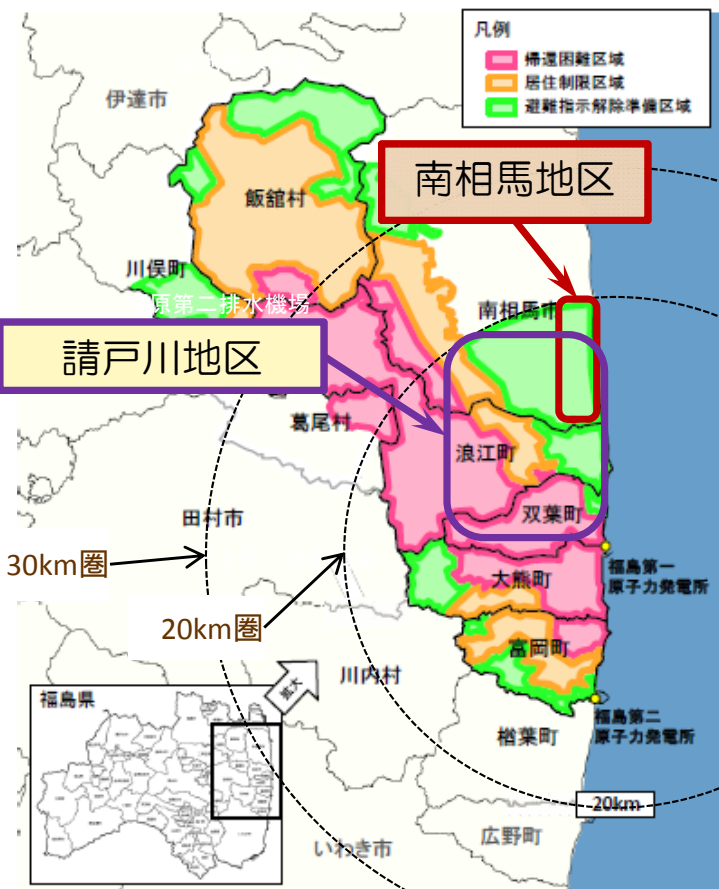 凡例
帰還困難区域
居住制限区域
避難指示解除準備区域
伊達市
南相馬地区
飯舘村
川俣町
原第二排水機場
南相馬市
請戸川地区
葛尾村
浪江町
田村市
双葉町
30km圏
福島第一
原子力発電所
大熊町
20km圏
富岡町
川内村
拡大
福島県
福島第二
原子力発電所
楢葉町
20km
広野町
いわき市